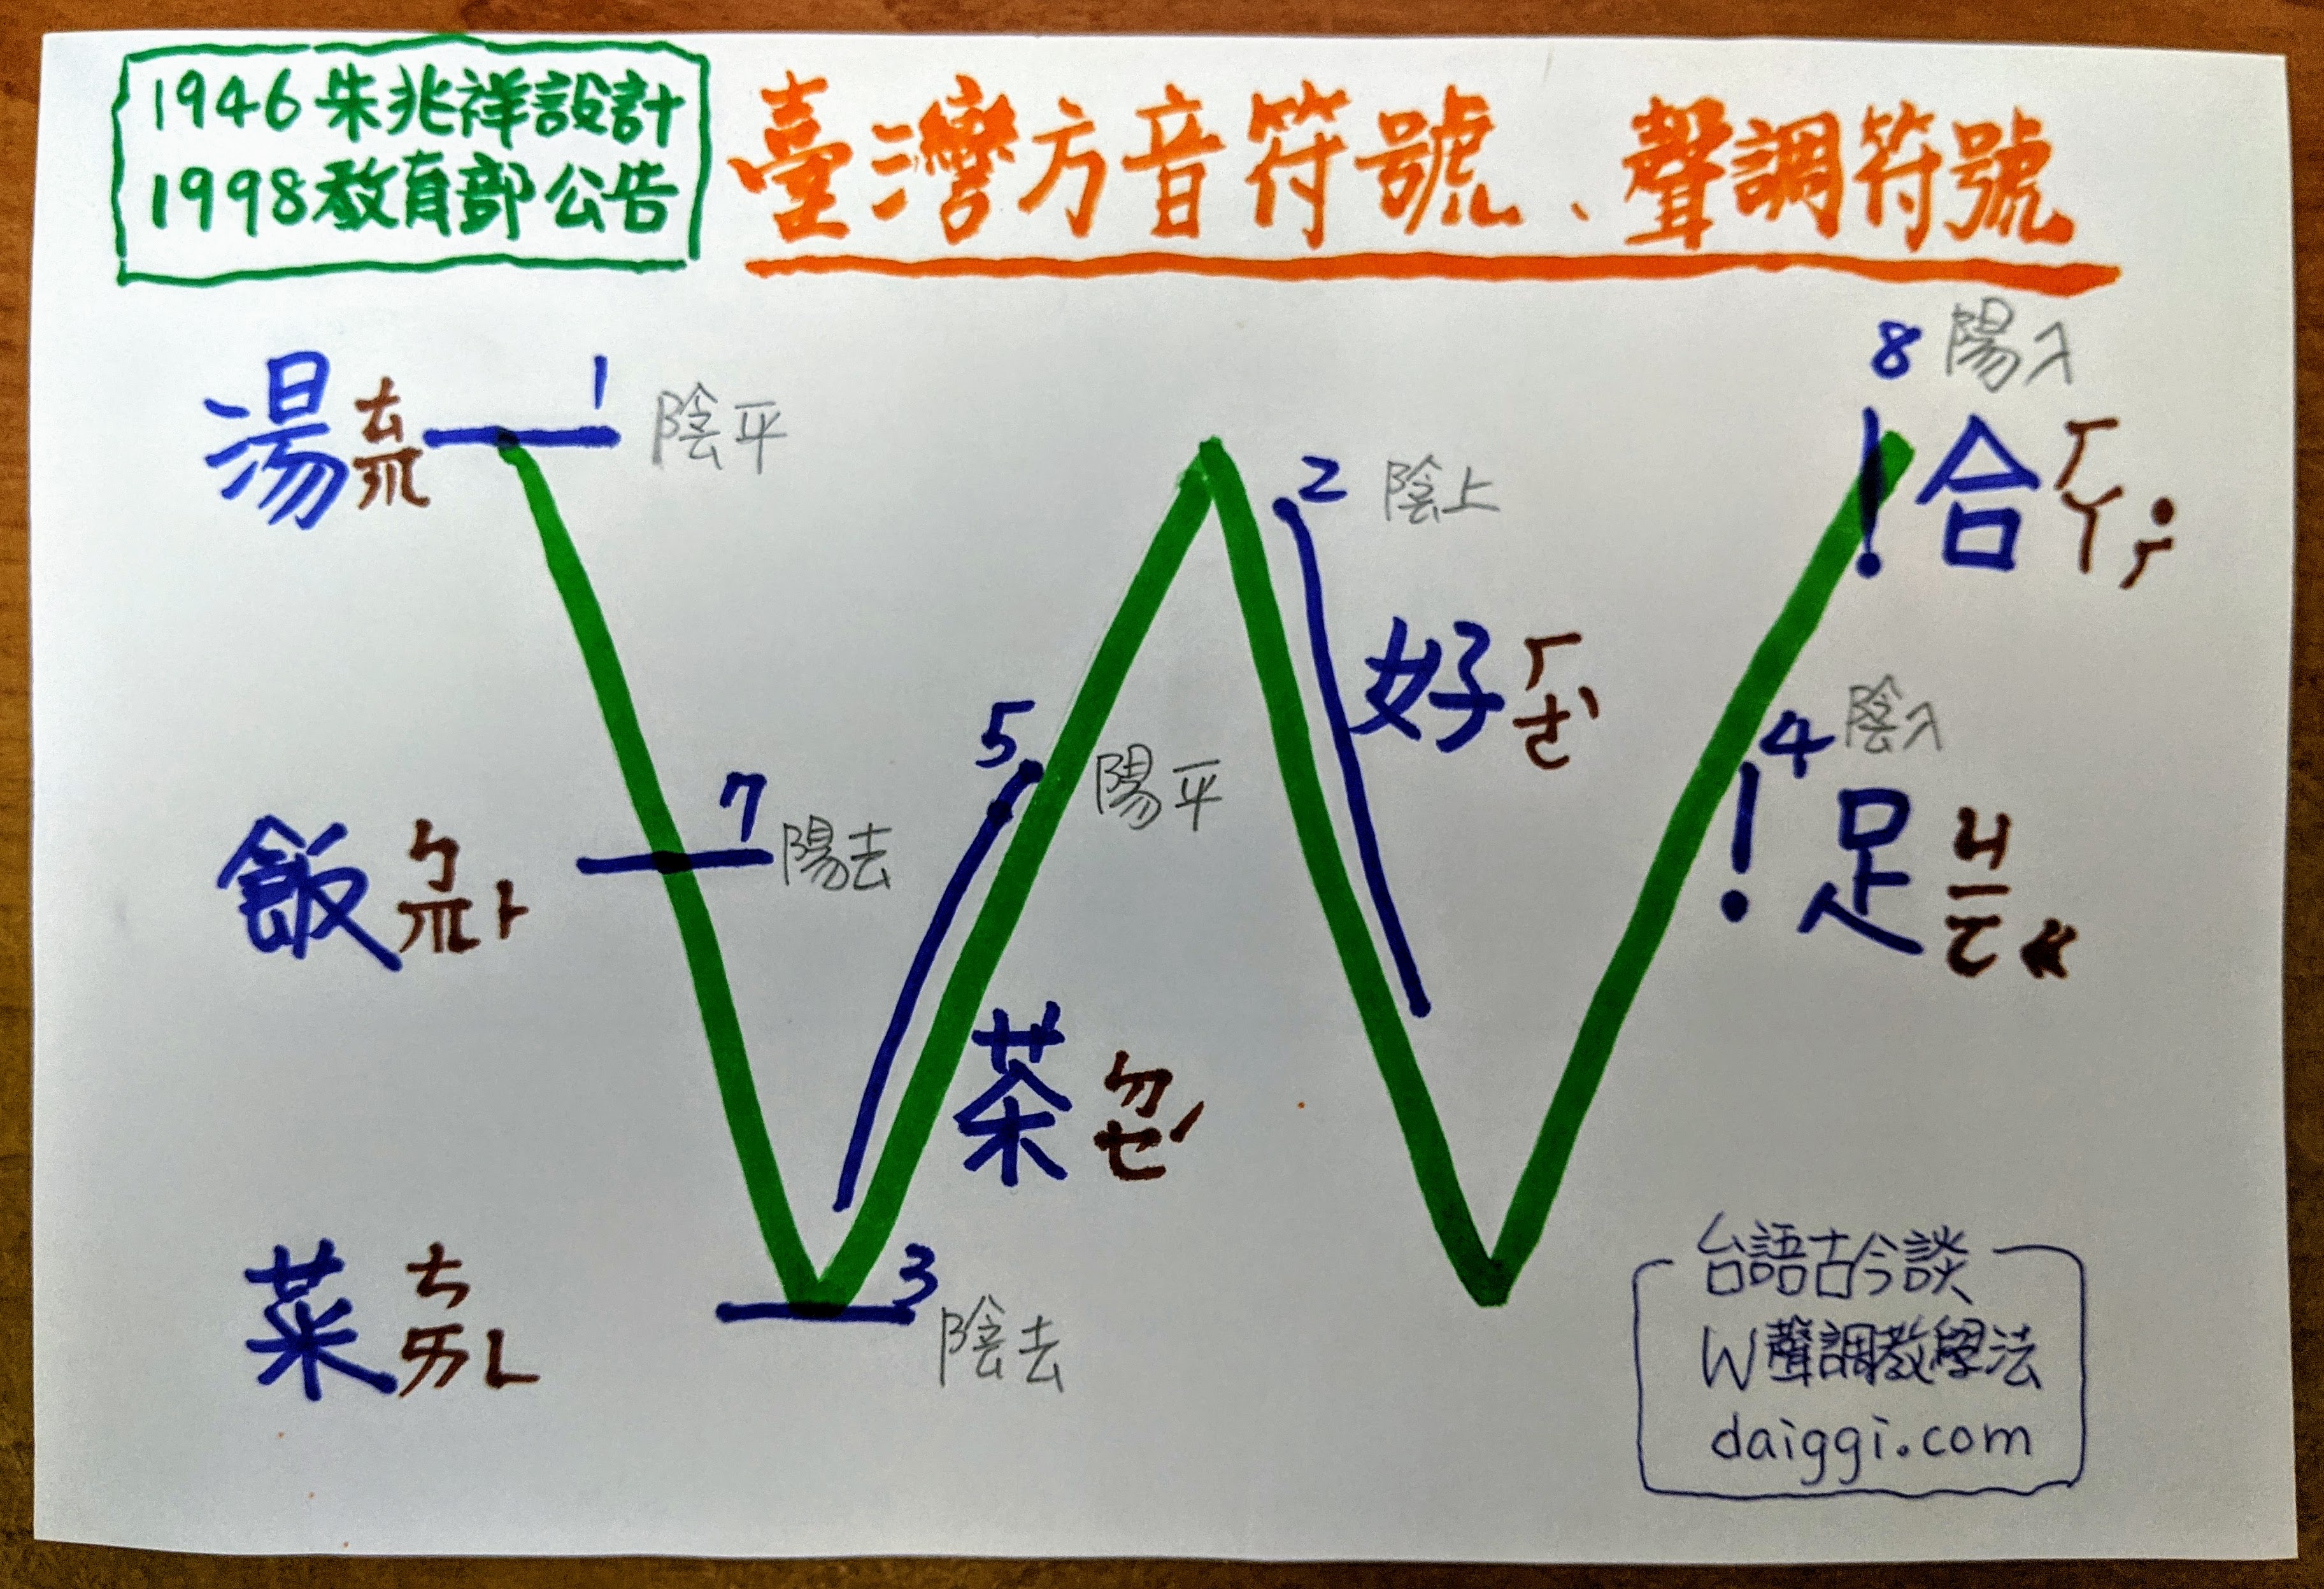 1946朱兆祥設計
1998教育部公告
臺灣方音符號、聲調符號
湯 ㄊㆭ 1 陰平
飯 ㄅㆭ˫ 7 陽去
菜 ㄘㄞ˪ 3 陰去
5 陽平
茶 ㄉㆤˊ
2 陰上
好 ㄏㄜˋ
8 陽入
合 ㄏㄚㆷ˙
4 陰入
足
台語古今談
W聲調教學法
daiggi.com